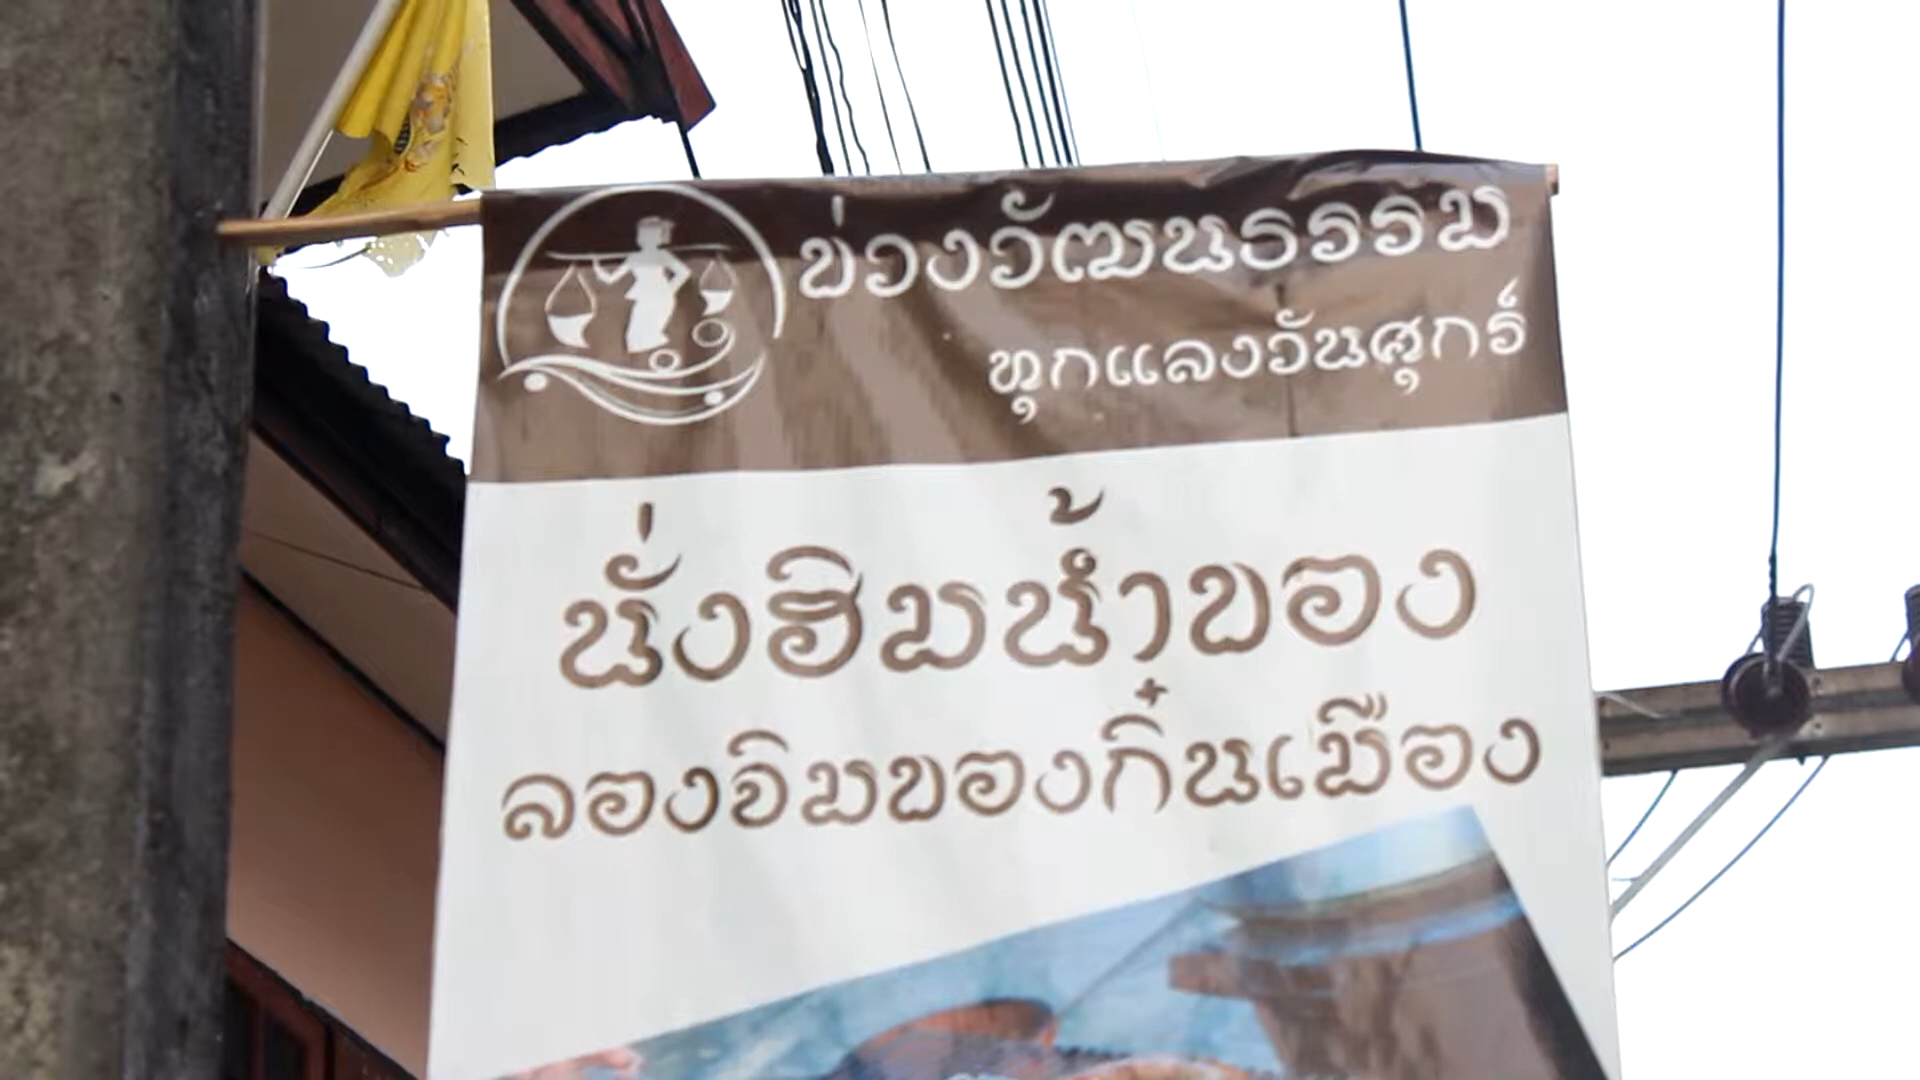 ข่วงวัฒนธรรม
ทุกแลงวันศุกร์
นั่งฮิมน้ำของ
ลองจิมของกิ๋นเมือง